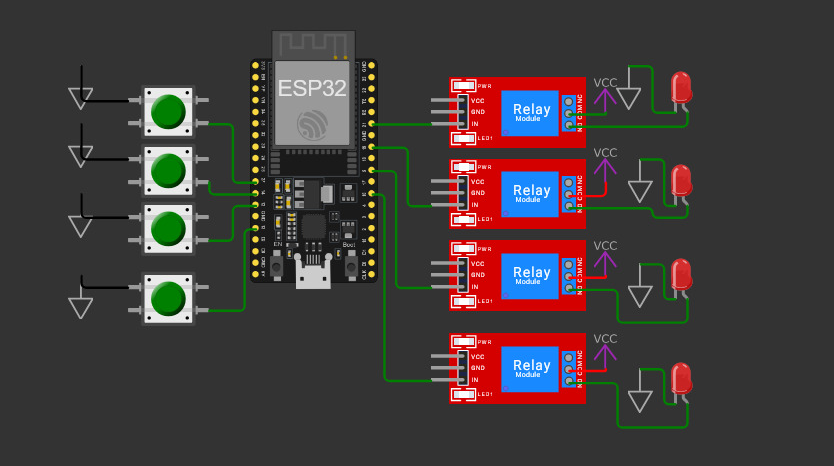 ESP32
EN
Boot
PWR
VCC
GND
IN
LED1
Relay
Module
NO COM NC
VCC
PWR
VCC
GND
IN
LED1
Relay
Module
NO COM NC
VCC
PWR
VCC
GND
IN
LED1
Relay
Module
NO COM NC
VCC
PWR
VCC
GND
IN
LED1
Relay
Module
NO COM NC
VCC